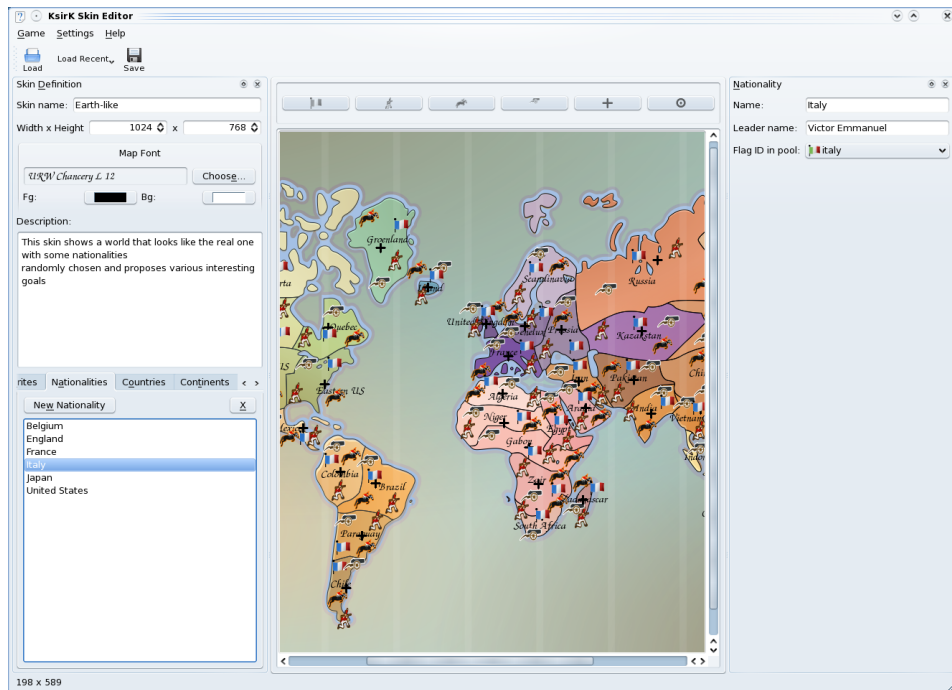 KsirK Skin Editor
Game Settings Help
Load
Load Recent
Save
Skin Definition
Skin name: Earth-like
Width x Height 1024 x 768
Map Font
URW Chancery L 12
Choose...
Fg: Bg:
Description:
This skin shows a world that looks like the real one
with some nationalities
randomly chosen and proposes various interesting
goals
rites Nationalities Countries Continents
New Nationality X
Belgium
England
France
Italy
Japan
United States
198 x 589
Groenland
Quebec
Eastern US
Colombia
Brazil
Paraguay
Chile
Scandinavia
Russia
United
Kazakstan
France
Algeria
Niger
Gabon
Egypt
Pakistan
India
Vietnam
Zair
South Africa
Nationality
Name: Italy
Leader name: Victor Emmanuel
Flag ID in pool: italy